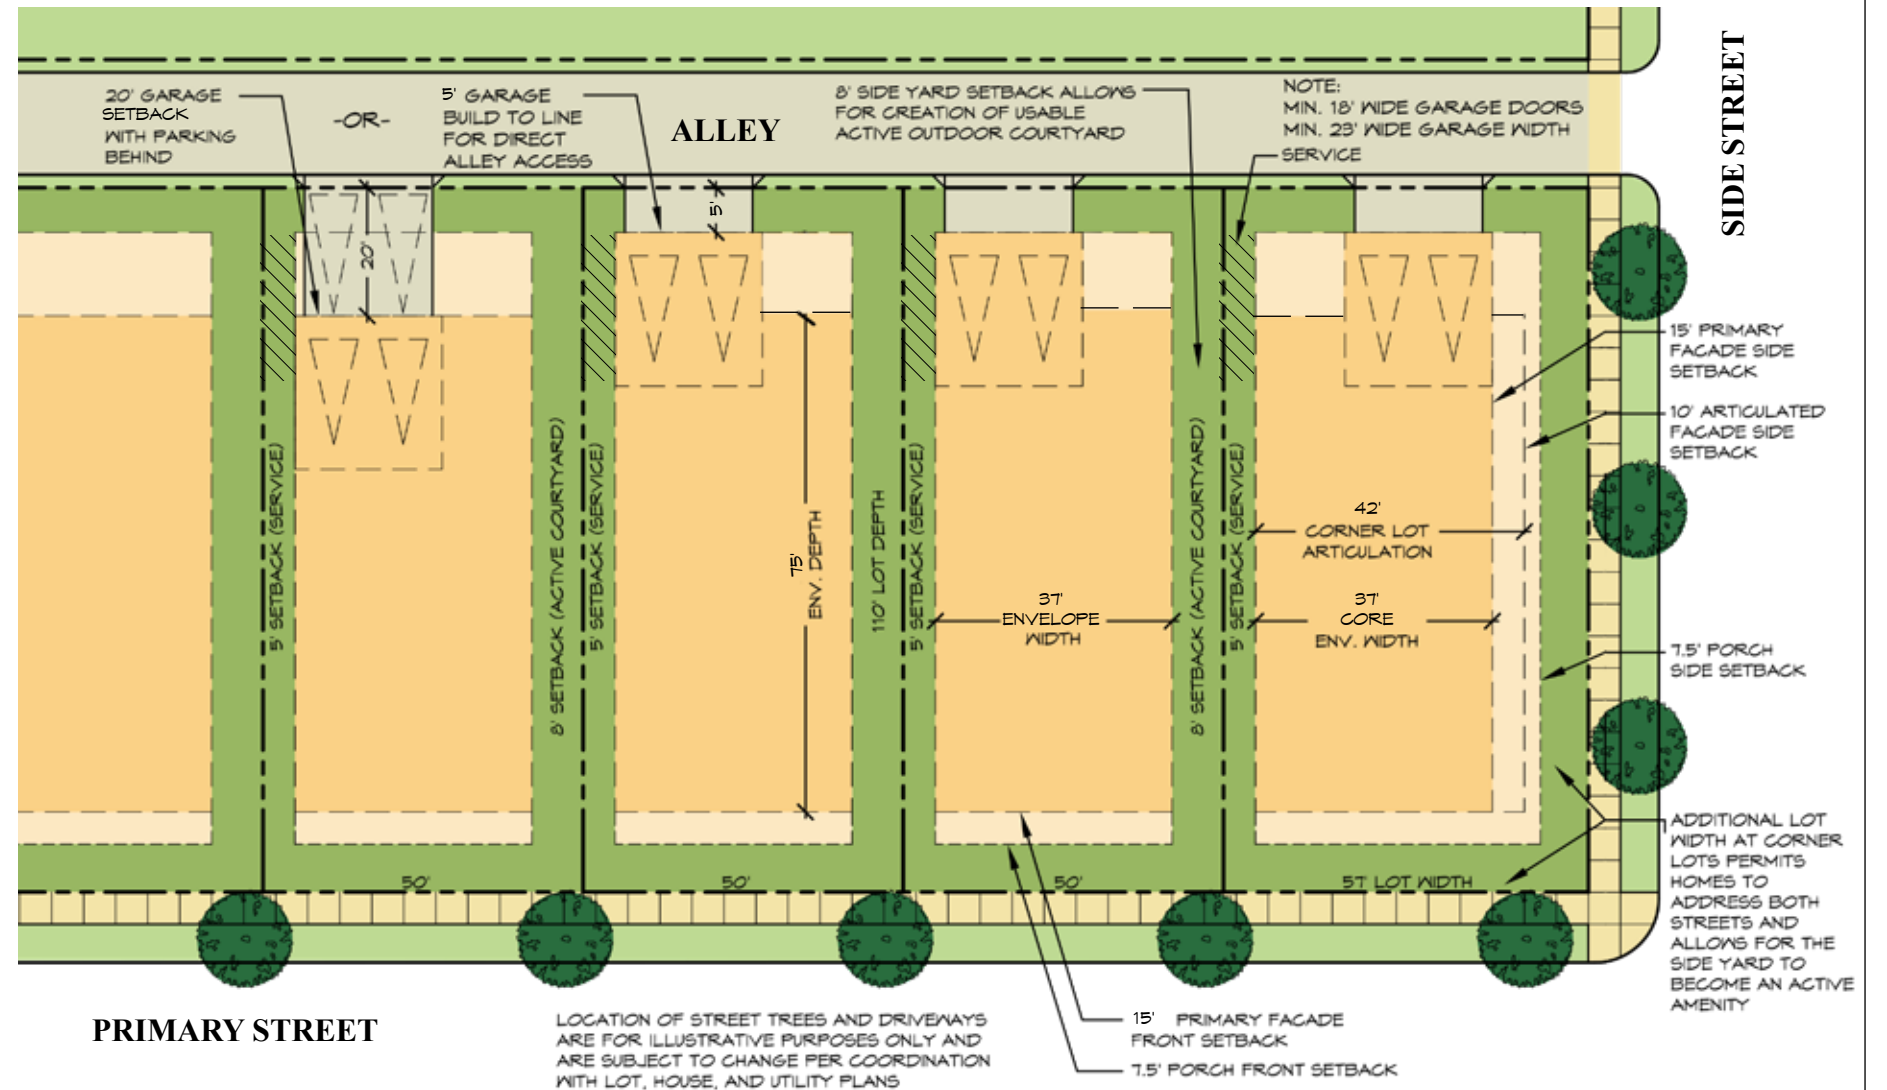 20' GARAGE
SETBACK
WITH PARKING
BEHIND
-OR-
5' GARAGE
BUILD TO LINE
FOR DIRECT
ALLEY ACCESS
ALLEY
8' SIDE YARD SETBACK ALLOWS
FOR CREATION OF USABLE
ACTIVE OUTDOOR COURTYARD
NOTE:
MIN. 18' WIDE GARAGE DOORS
MIN. 23' WIDE GARAGE WIDTH
SERVICE
SIDE STREET
20'
5'
15' PRIMARY
FACADE SIDE
SETBACK
10' ARTICULATED
FACADE SIDE
SETBACK
5' SETBACK (SERVICE)
8' SETBACK (ACTIVE COURTYARD)
5' SETBACK (SERVICE)
75'
ENV. DEPTH
110' LOT DEPTH
5' SETBACK (SERVICE)
37'
ENVELOPE
WIDTH
8' SETBACK (ACTIVE COURTYARD)
5' SETBACK (SERVICE)
42'
CORNER LOT
ARTICULATION
37'
CORE
ENV. WIDTH
7.5' PORCH
SIDE SETBACK
ADDITIONAL LOT
WIDTH AT CORNER
LOTS PERMITS
HOMES TO
ADDRESS BOTH
STREETS AND
ALLOWS FOR THE
SIDE YARD TO
BECOME AN ACTIVE
AMENITY
50'
50'
50'
57' LOT WIDTH
PRIMARY STREET
LOCATION OF STREET TREES AND DRIVEWAYS
ARE FOR ILLUSTRATIVE PURPOSES ONLY AND
ARE SUBJECT TO CHANGE PER COORDINATION
WITH LOT, HOUSE, AND UTILITY PLANS
15' PRIMARY FACADE
FRONT SETBACK
7.5' PORCH FRONT SETBACK